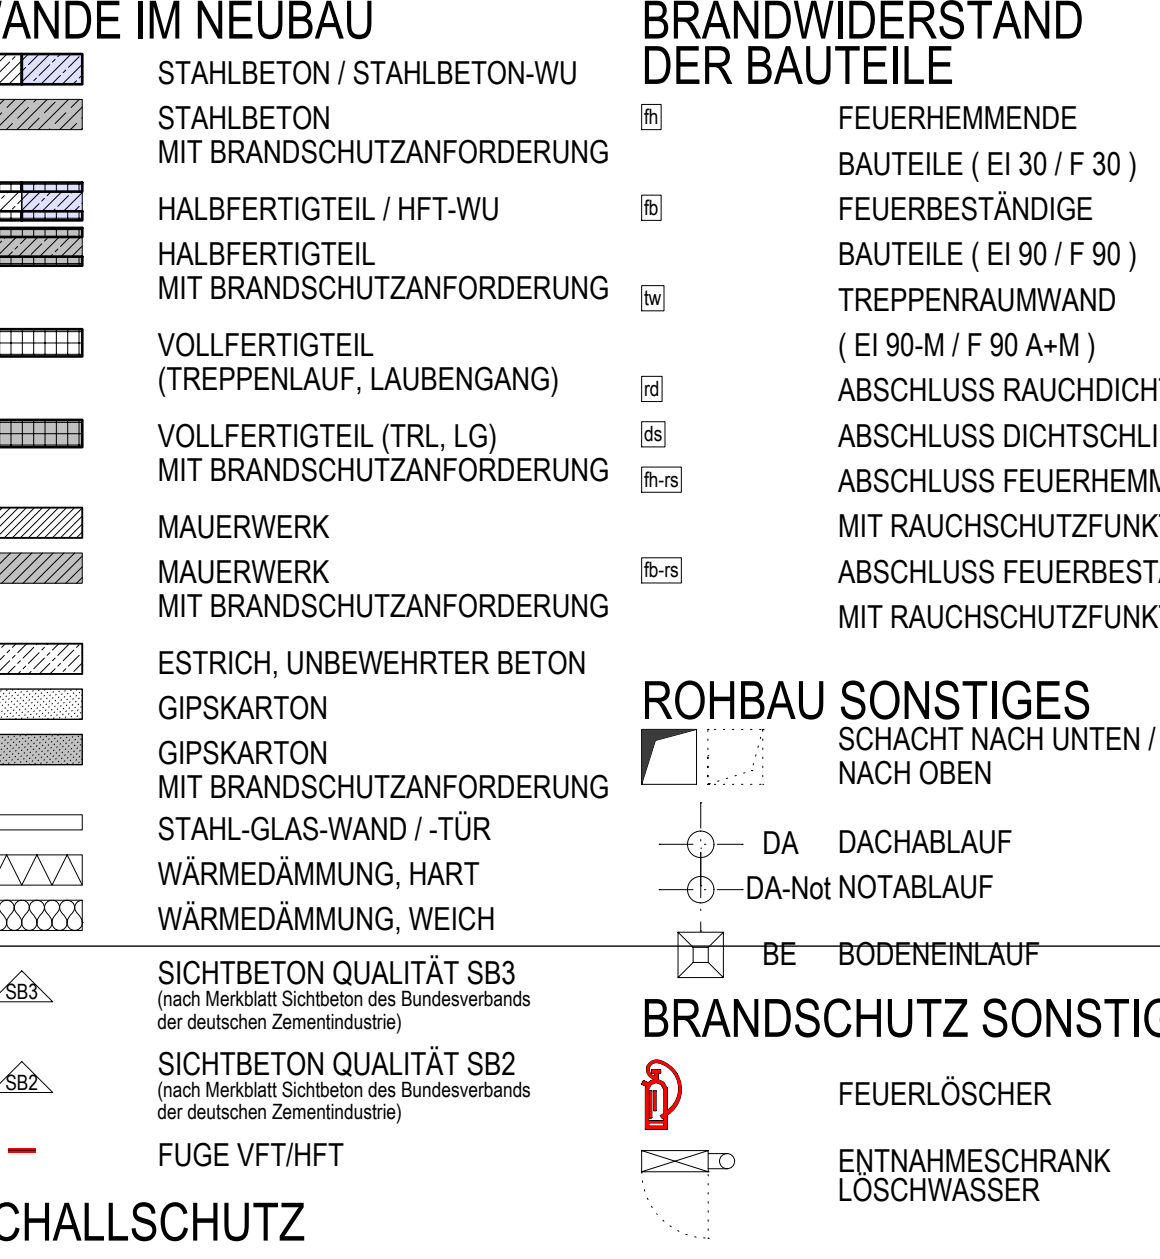 WÄNDE IM NEUBAU
STAHLBETON / STAHLBETON-WU
STAHLBETON
MIT BRANDSCHUTZANFORDERUNG
HALBFERTIGTEIL / HFT-WU
HALBFERTIGTEIL
MIT BRANDSCHUTZANFORDERUNG
VOLLFERTIGTEIL
(TREPPENLAUF, LAUBENGANG)
VOLLFERTIGTEIL (TRL, LG)
MIT BRANDSCHUTZANFORDERUNG
MAUERWERK
MAUERWERK
MIT BRANDSCHUTZANFORDERUNG
ESTRICH, UNBEWEHRTER BETON
GIPSKARTON
GIPSKARTON
MIT BRANDSCHUTZANFORDERUNG
STAHL-GLAS-WAND / -TÜR
WÄRMEDÄMMUNG, HART
WÄRMEDÄMMUNG, WEICH
SB3 SICHTBETON QUALITÄT SB3
(nach Merkblatt Sichtbeton des Bundesverbands
der deutschen Zementindustrie)
SB2 SICHTBETON QUALITÄT SB2
(nach Merkblatt Sichtbeton des Bundesverbands
der deutschen Zementindustrie)
FUGE VFT/HFT
CHALLSCHUTZ
BRANDWIDERSTAND
DER BAUTEILE
fh FEUERHEMMENDE
BAUTEILE ( EI 30 / F 30 )
fb FEUERBESTÄNDIGE
BAUTEILE ( EI 90 / F 90 )
tw TREPPENRAUMWAND
( EI 90-M / F 90 A+M )
rd ABSCHLUSS RAUCHDICHT
ds ABSCHLUSS DICHTSCHLI
fh-rs ABSCHLUSS FEUERHEMM
MIT RAUCHSCHUTZFUNKT
fb-rs ABSCHLUSS FEUERBESTÄ
MIT RAUCHSCHUTZFUNKT
ROHBAU SONSTIGES
SCHACHT NACH UNTEN /
NACH OBEN
DA DACHABLAUF
DA-Not NOTABLAUF
BE BODENEINLAUF
BRANDSCHUTZ SONSTIG
FEUERLÖSCHER
ENTNAHMESCHRANK
LÖSCHWASSER